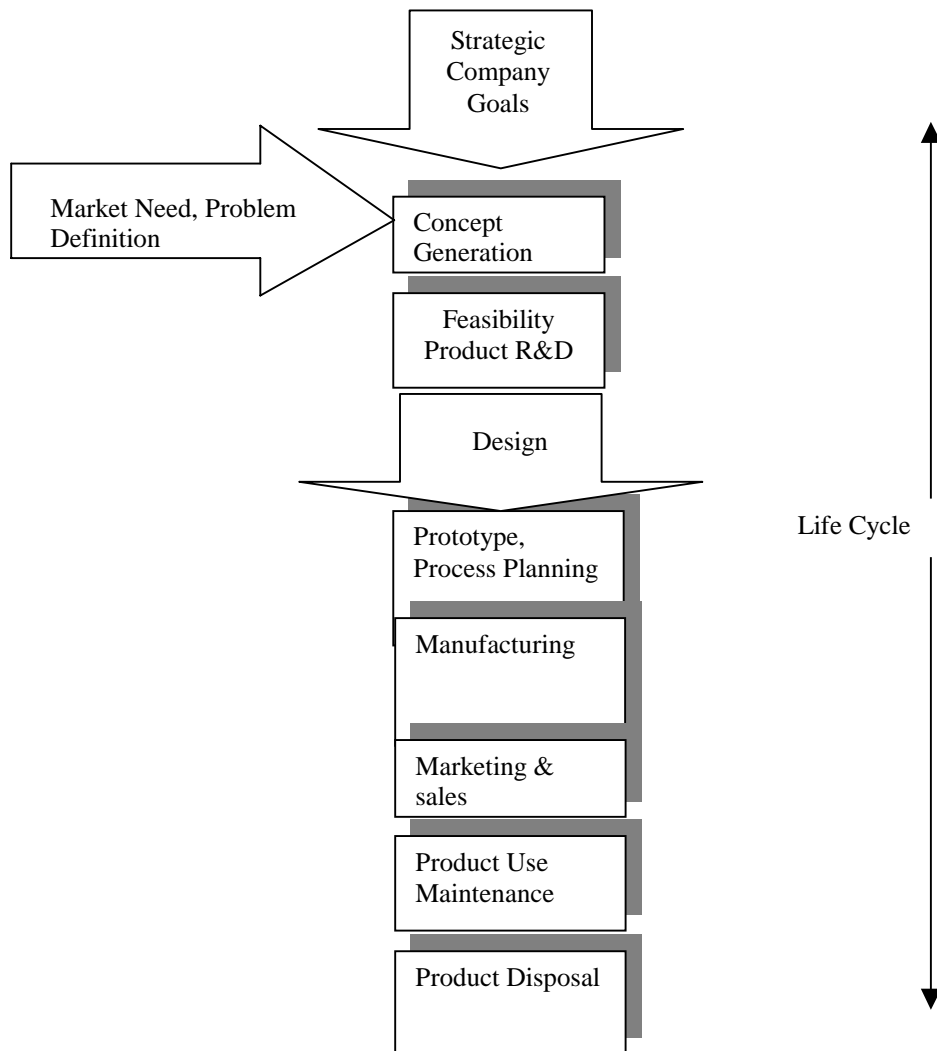 Strategic
Company
Goals
Market Need, Problem
Definition
Concept
Generation
Feasibility
Product R&D
Design
Prototype,
Process Planning
Life Cycle
Manufacturing
Marketing &
sales
Product Use
Maintenance
Product Disposal